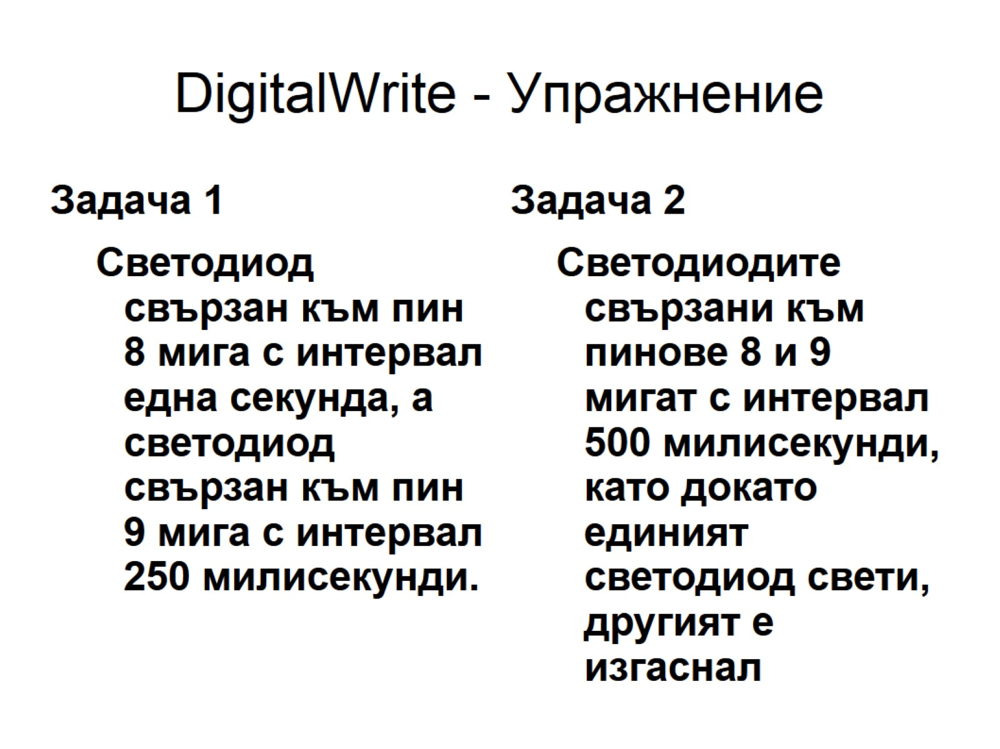 DigitalWrite - Упражнение
Задача 1
Светодиод
свързан към пин
8 мига с интервал
една секунда, а
светодиод
свързан към пин
9 мига с интервал
250 милисекунди.
Задача 2
Светодиодите
свързани към
пинове 8 и 9
мигат с интервал
500 милисекунди,
като докато
единият
светодиод свети,
другият е
изгаснал